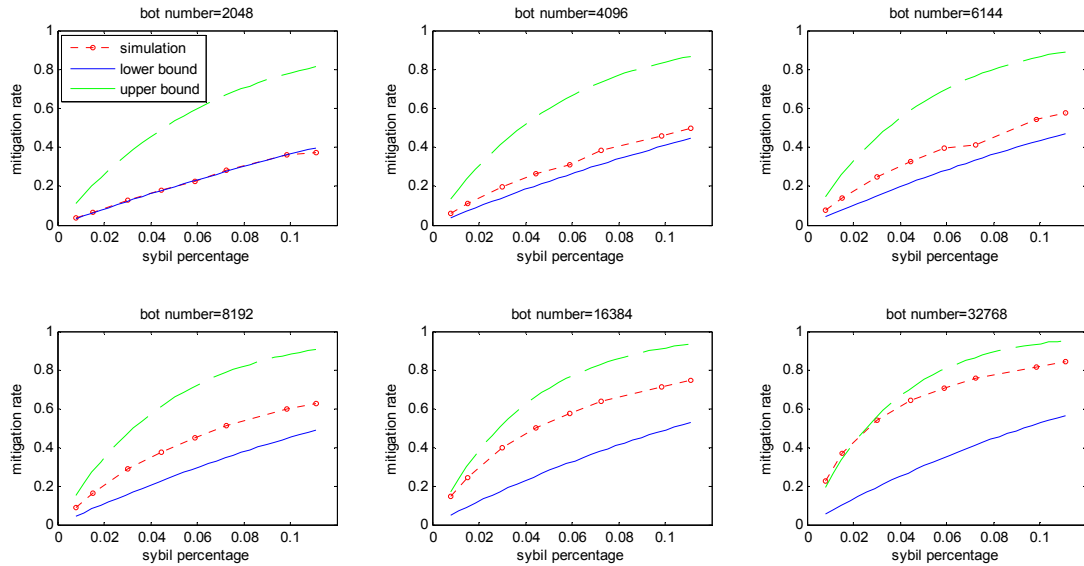 bot number=2048
simulation
lower bound
upper bound
1
0.8
0.6
0.4
0.2
0
mitigation rate
0 0.02 0.04 0.06 0.08 0.1
sybil percentage
bot number=4096
1
0.8
0.6
0.4
0.2
0
mitigation rate
0 0.02 0.04 0.06 0.08 0.1
sybil percentage
bot number=6144
1
0.8
0.6
0.4
0.2
0
mitigation rate
0 0.02 0.04 0.06 0.08 0.1
sybil percentage
bot number=8192
1
0.8
0.6
0.4
0.2
0
mitigation rate
0 0.02 0.04 0.06 0.08 0.1
sybil percentage
bot number=16384
1
0.8
0.6
0.4
0.2
0
mitigation rate
0 0.02 0.04 0.06 0.08 0.1
sybil percentage
bot number=32768
1
0.8
0.6
0.4
0.2
0
mitigation rate
0 0.02 0.04 0.06 0.08 0.1
sybil percentage